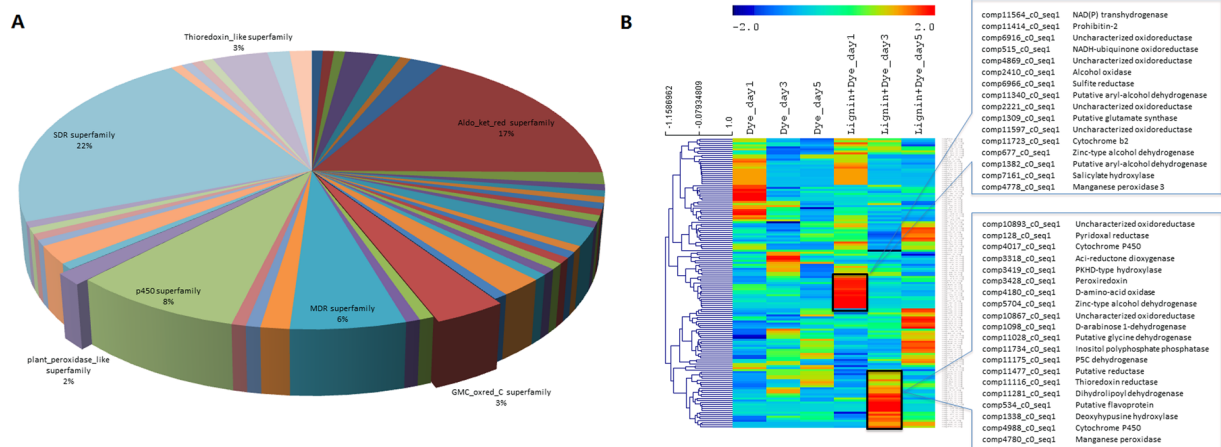 A
Thioredoxin_like superfamily
3%
SDR superfamily
22%
Aldo_ket_red superfamily
17%
p450 superfamily
8%
MDR superfamily
6%
plant_peroxidase_like
superfamily
2%
GMC_oxred_C superfamily
3%
B
-2.0
2.0
-1.1586962
-0.07934809
1.0
Dye_day1
Dye_day3
Dye_day5
Lignin+Dye_day1
Lignin+Dye_day3
Lignin+Dye_day5
comp11564_c0_seq1 NAD(P) transhydrogenase
comp11414_c0_seq1 Prohibitin-2
comp6916_c0_seq1 Uncharacterized oxidoreductase
comp515_c0_seq1 NADH-ubiquinone oxidoreductase
comp4869_c0_seq1 Uncharacterized oxidoreductase
comp2410_c0_seq1 Alcohol oxidase
comp6966_c0_seq1 Sulfite reductase
comp11340_c0_seq1 Putative aryl-alcohol dehydrogenase
comp2221_c0_seq1 Uncharacterized oxidoreductase
comp1309_c0_seq1 Putative glutamate synthase
comp11597_c0_seq1 Uncharacterized oxidoreductase
comp11723_c0_seq1 Cytochrome b2
comp677_c0_seq1 Zinc-type alcohol dehydrogenase
comp1382_c0_seq1 Putative aryl-alcohol dehydrogenase
comp7161_c0_seq1 Salicylate hydroxylase
comp4778_c0_seq1 Manganese peroxidase 3
comp10893_c0_seq1 Uncharacterized oxidoreductase
comp128_c0_seq1 Pyridoxal reductase
comp4017_c0_seq1 Cytochrome P450
comp3318_c0_seq1 Aci-reductone dioxygenase
comp3419_c0_seq1 PKHD-type hydroxylase
comp3428_c0_seq1 Peroxiredoxin
comp4180_c0_seq1 D-amino-acid oxidase
comp5704_c0_seq1 Zinc-type alcohol dehydrogenase
comp10867_c0_seq1 Uncharacterized oxidoreductase
comp1098_c0_seq1 D-arabinose 1-dehydrogenase
comp11028_c0_seq1 Putative glycine dehydrogenase
comp11734_c0_seq1 Inositol polyphosphate phosphatase
comp11175_c0_seq1 P5C dehydrogenase
comp11477_c0_seq1 Putative reductase
comp11116_c0_seq1 Thioredoxin reductase
comp11281_c0_seq1 Dihydrolipoyl dehydrogenase
comp534_c0_seq1 Putative flavoprotein
comp1338_c0_seq1 Deoxyhypusine hydroxylase
comp4988_c0_seq1 Cytochrome P450
comp4780_c0_seq1 Manganese peroxidase